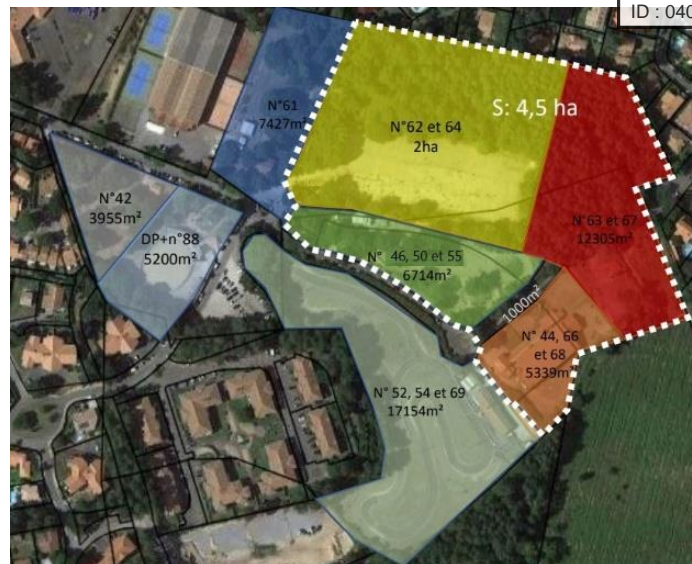 ID : 040
N°61
7427m²
S: 4,5 ha
N°62 et 64
2ha
N°42
3955m²
DP+n°88
5200m²
N°63 et 67
12305m²
N° 46, 50 et 55
6714m²
1000m²
N° 44, 66
et 68
5339m²
N° 52, 54 et 69
17154m²